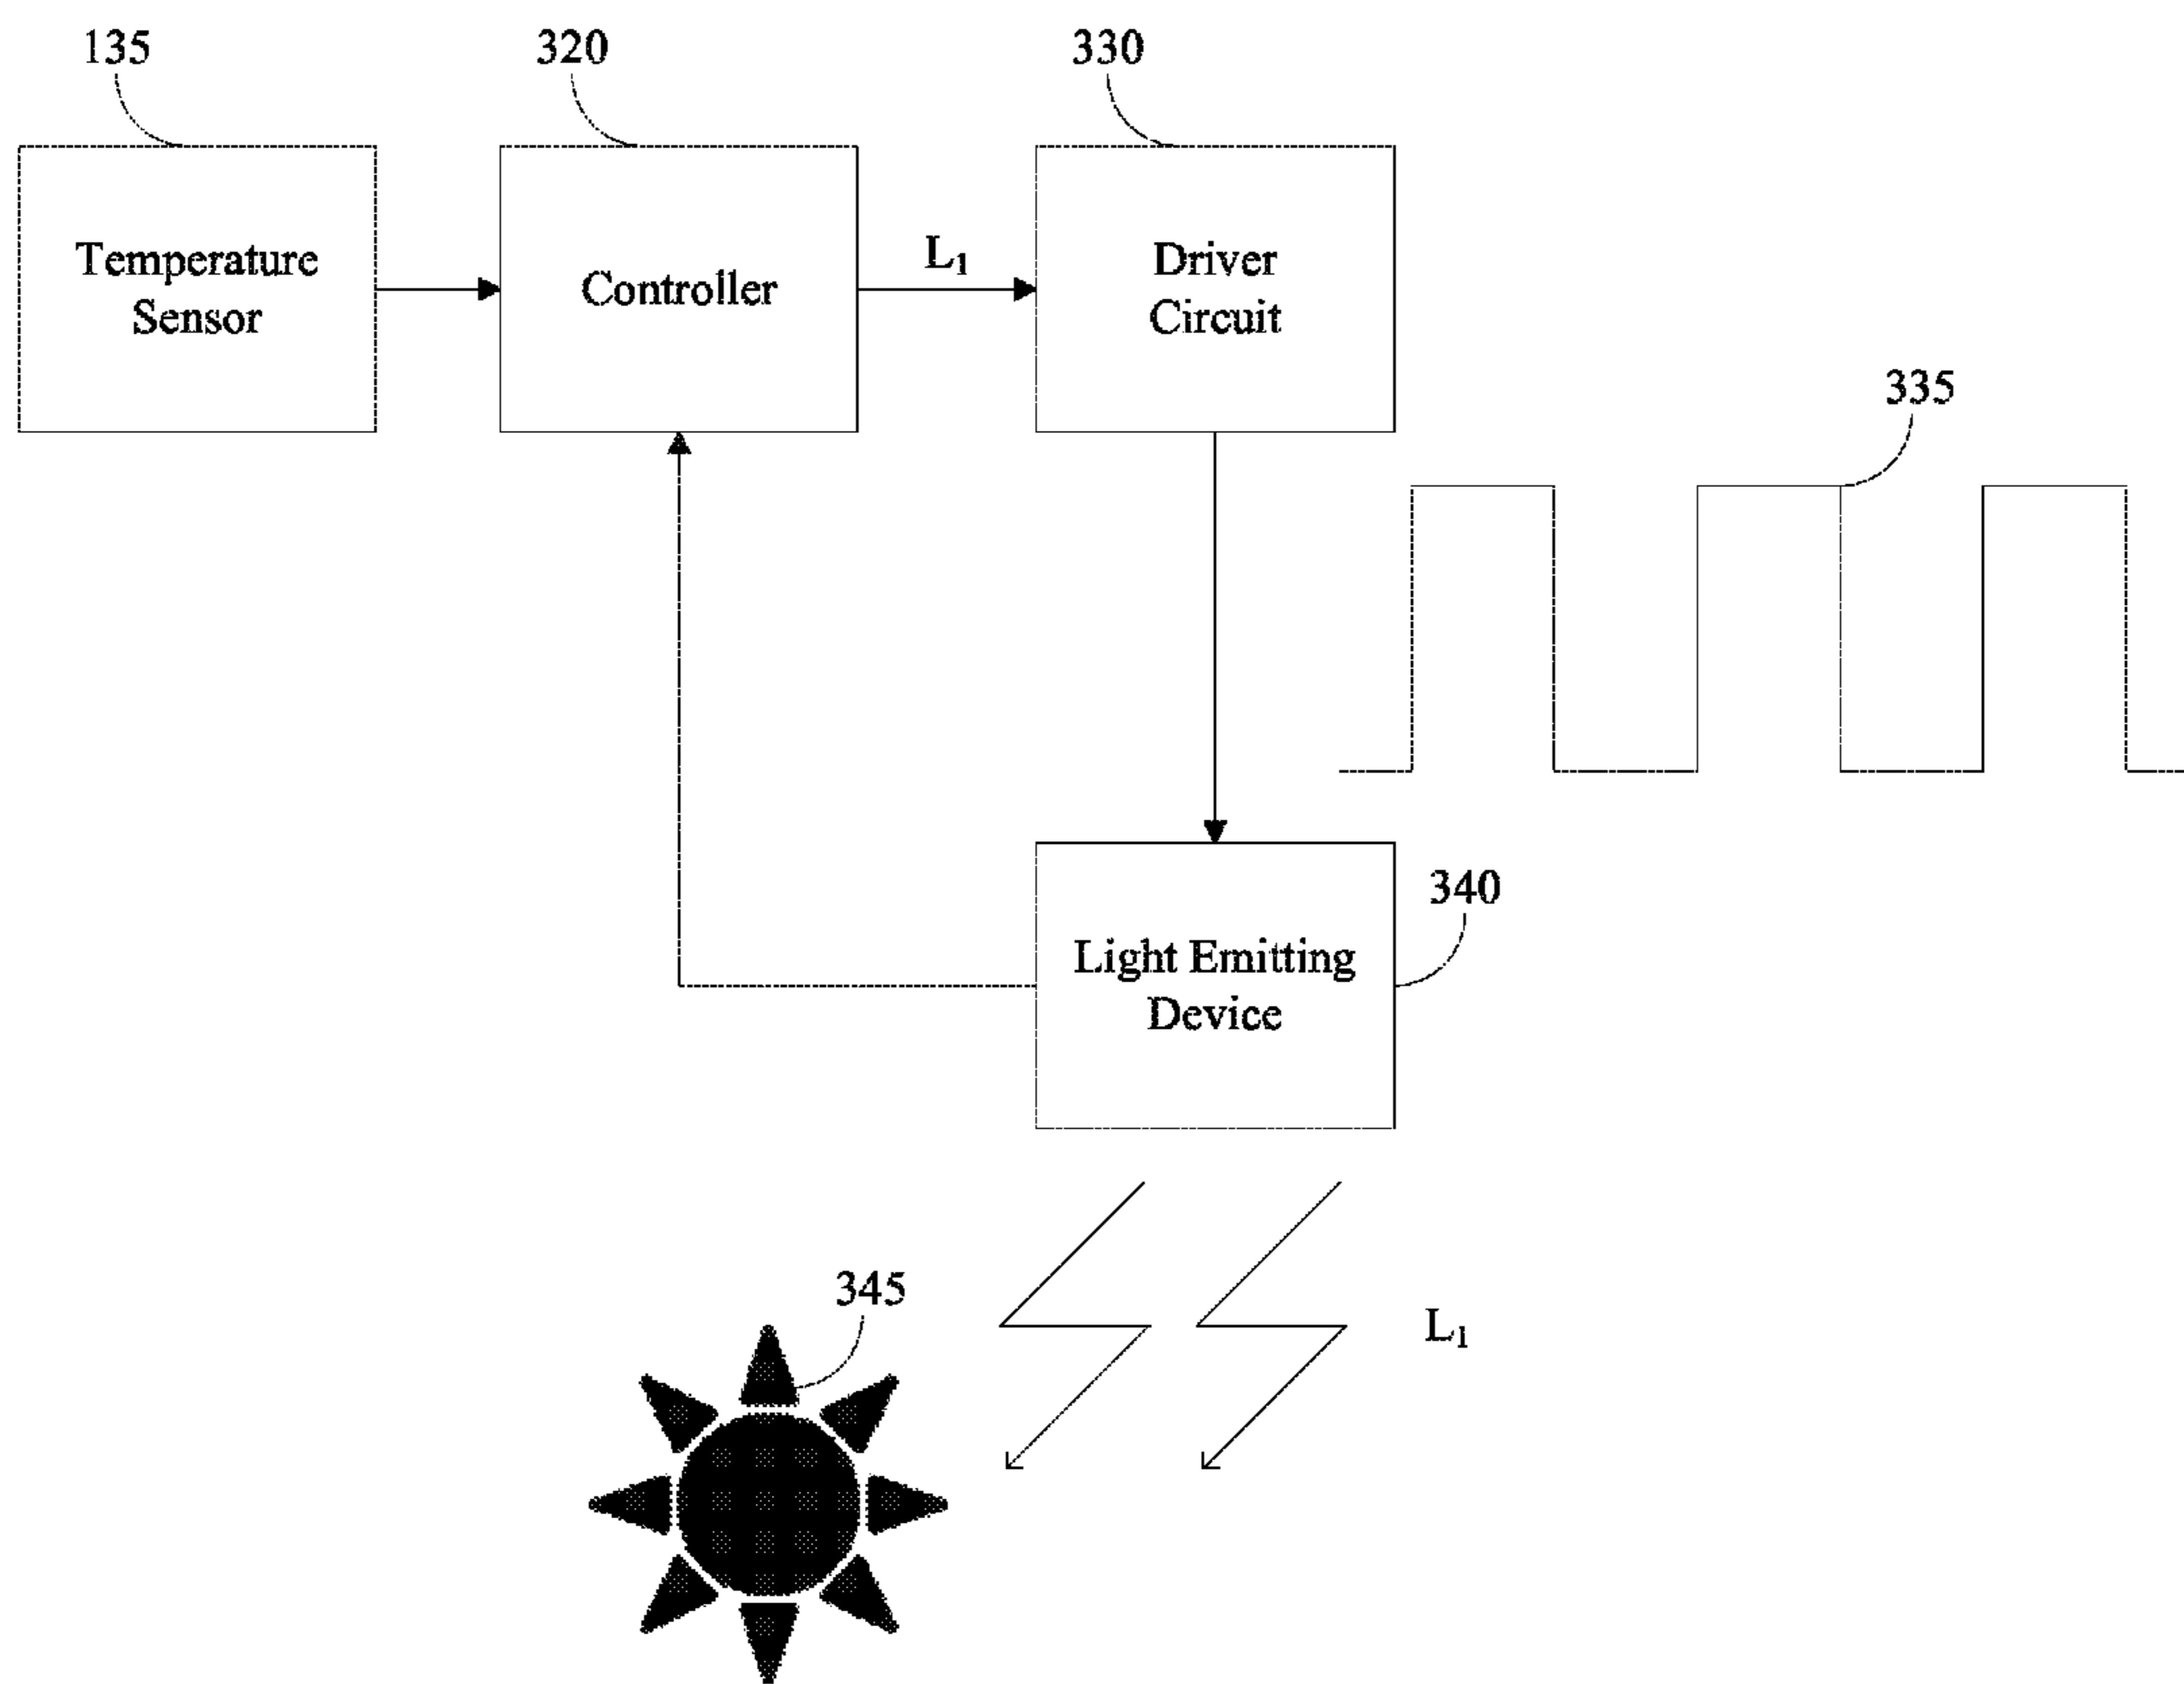 135
320
330
Temperature
Sensor
Controller
L₁
Driver
Circuit
335
340
Light Emitting
Device
345
L₁